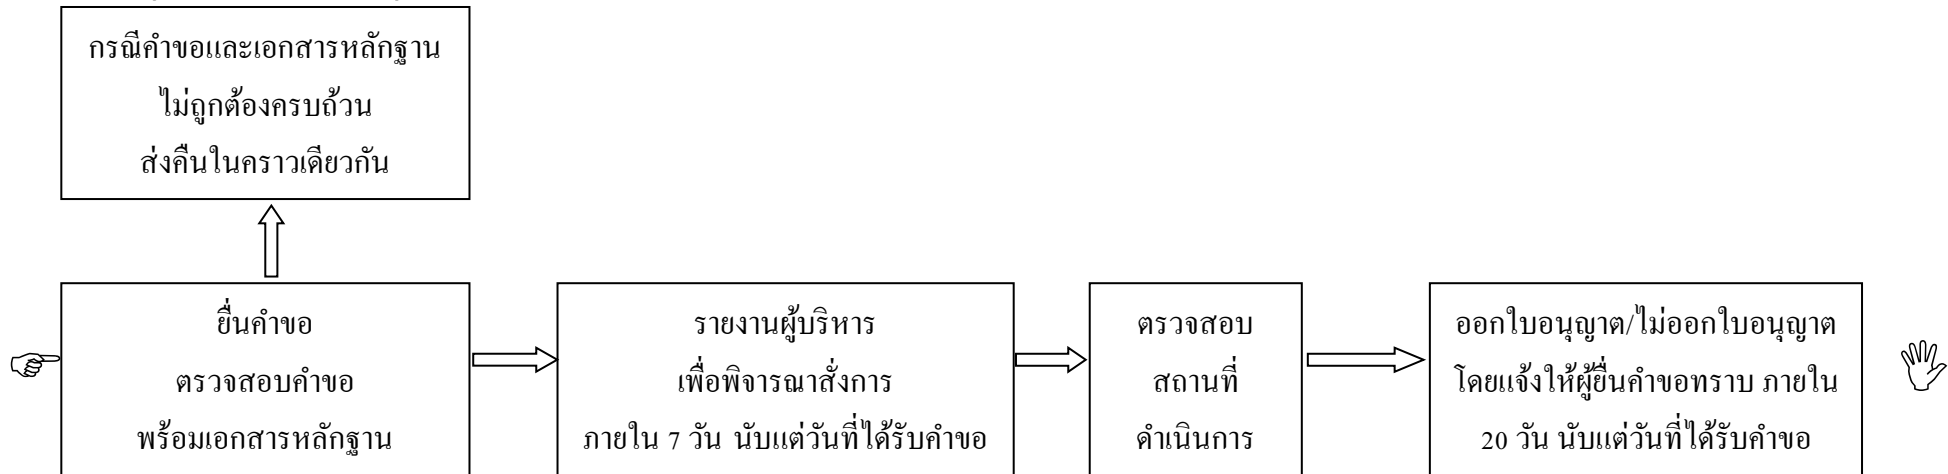 กรณีคำขอและเอกสารหลักฐาน
ไม่ถูกต้องครบถ้วน
ส่งคืนในคราวเดียวกัน
ยื่นคำขอ
ตรวจสอบคำขอ
พร้อมเอกสารหลักฐาน
รายงานผู้บริหาร
เพื่อพิจารณาสั่งการ
ภายใน 7 วัน นับแต่วันที่ได้รับคำขอ
ตรวจสอบ
สถานที่
ดำเนินการ
ออกใบอนุญาต/ไม่ออกใบอนุญาต
โดยแจ้งให้ผู้ยื่นคำขอทราบ ภายใน
20 วัน นับแต่วันที่ได้รับคำขอ